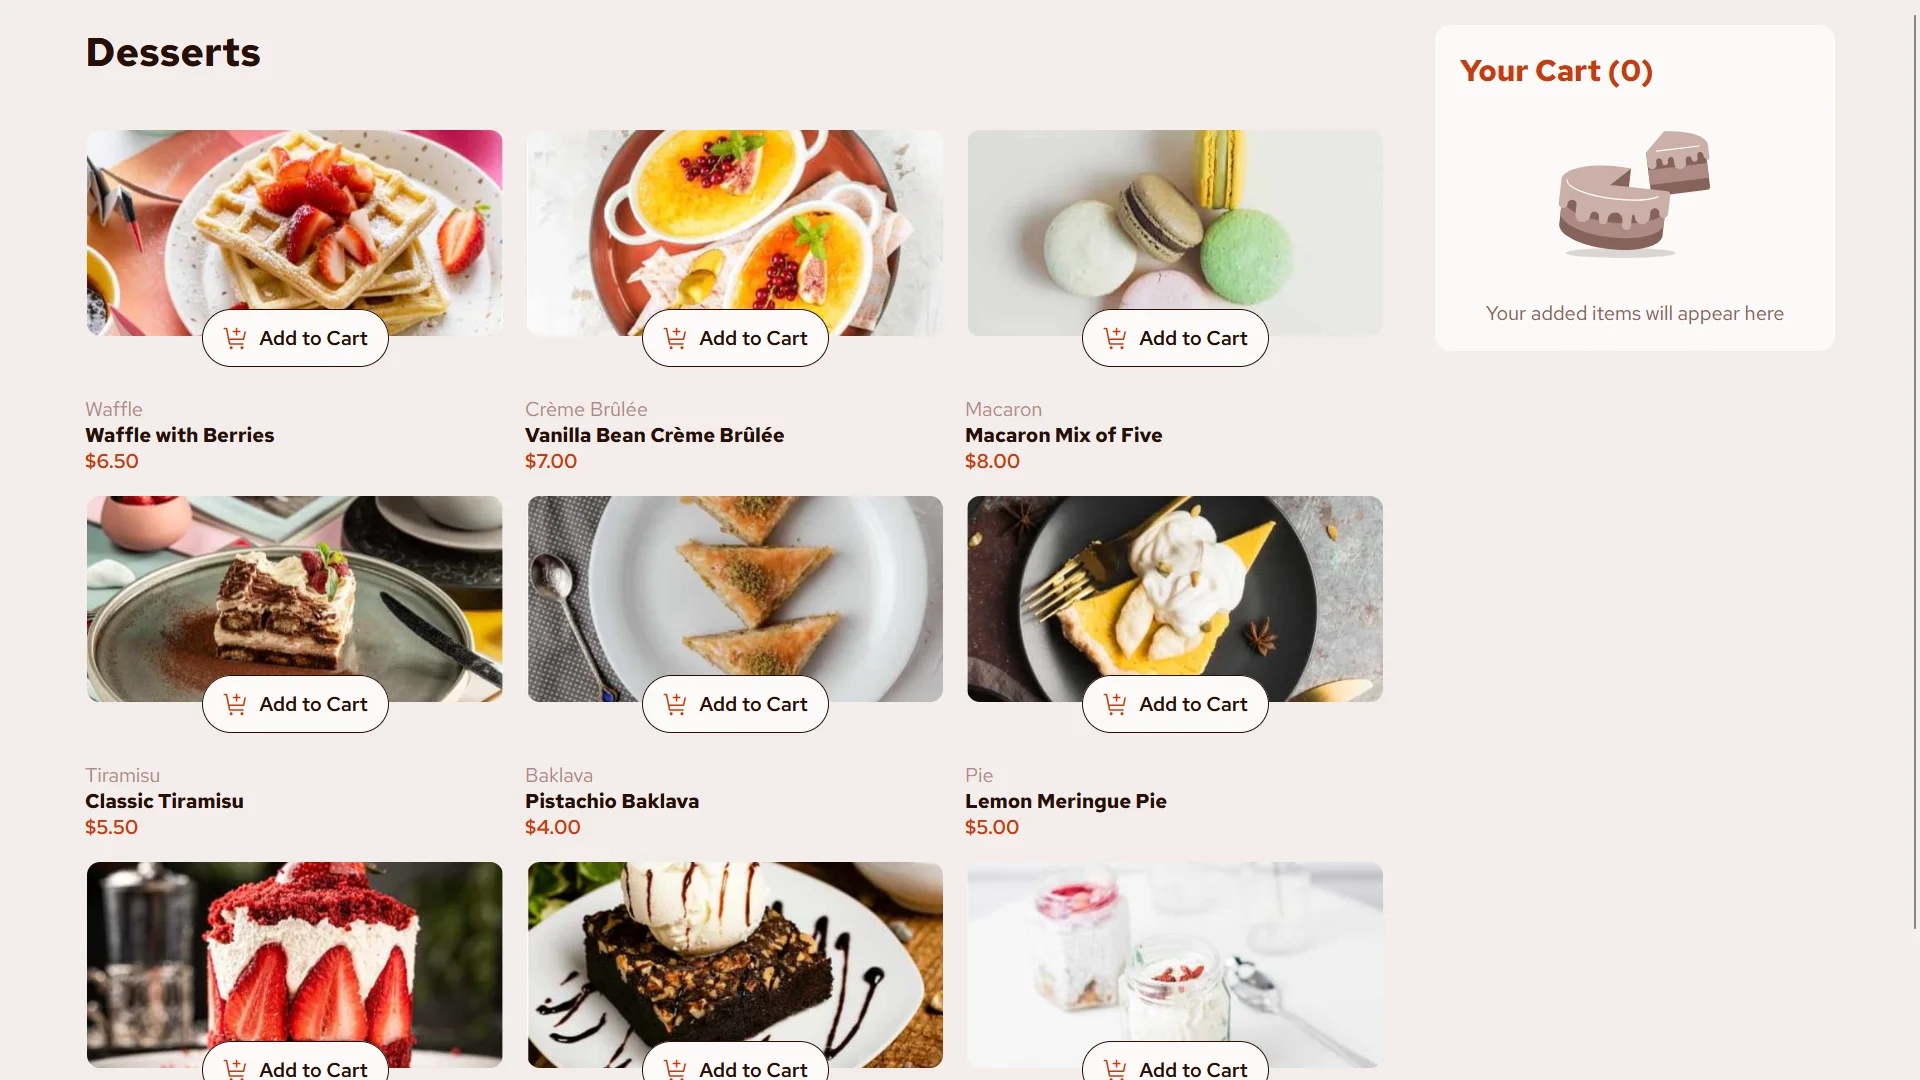 Desserts
Your Cart (0)
Your added items will appear here
Add to Cart
Add to Cart
Add to Cart
Waffle
Waffle with Berries
$6.50
Crème Brûlée
Vanilla Bean Crème Brûlée
$7.00
Macaron
Macaron Mix of Five
$8.00
Add to Cart
Add to Cart
Add to Cart
Tiramisu
Classic Tiramisu
$5.50
Baklava
Pistachio Baklava
$4.00
Pie
Lemon Meringue Pie
$5.00
Add to Cart
Add to Cart
Add to Cart